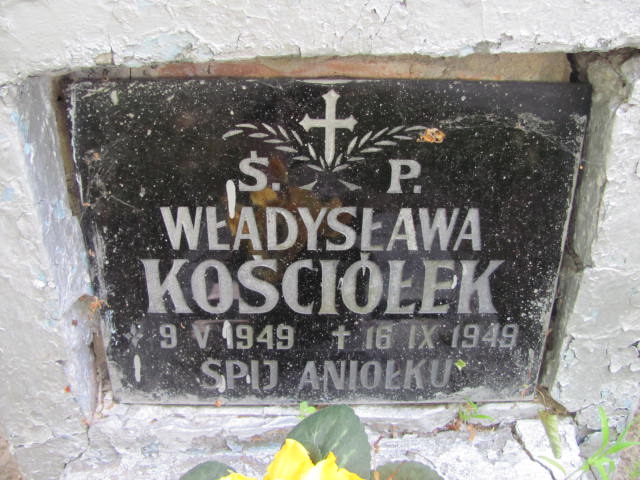 Ś. P.
WŁADYSŁAWA
KOŚCIÓŁEK
* 9 V 1949 ✝ 16 IX 1949
ŚPIJ ANIOŁKU